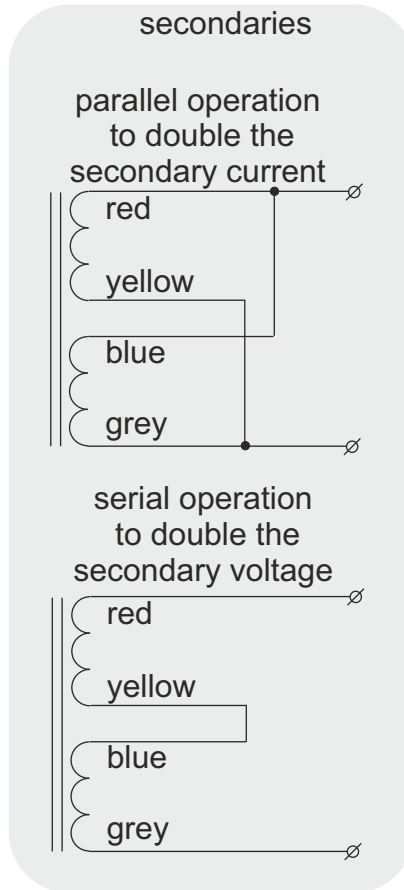 secondaries
parallel operation
to double the
secondary current
red
yellow
blue
grey
serial operation
to double the
secondary voltage
red
yellow
blue
grey